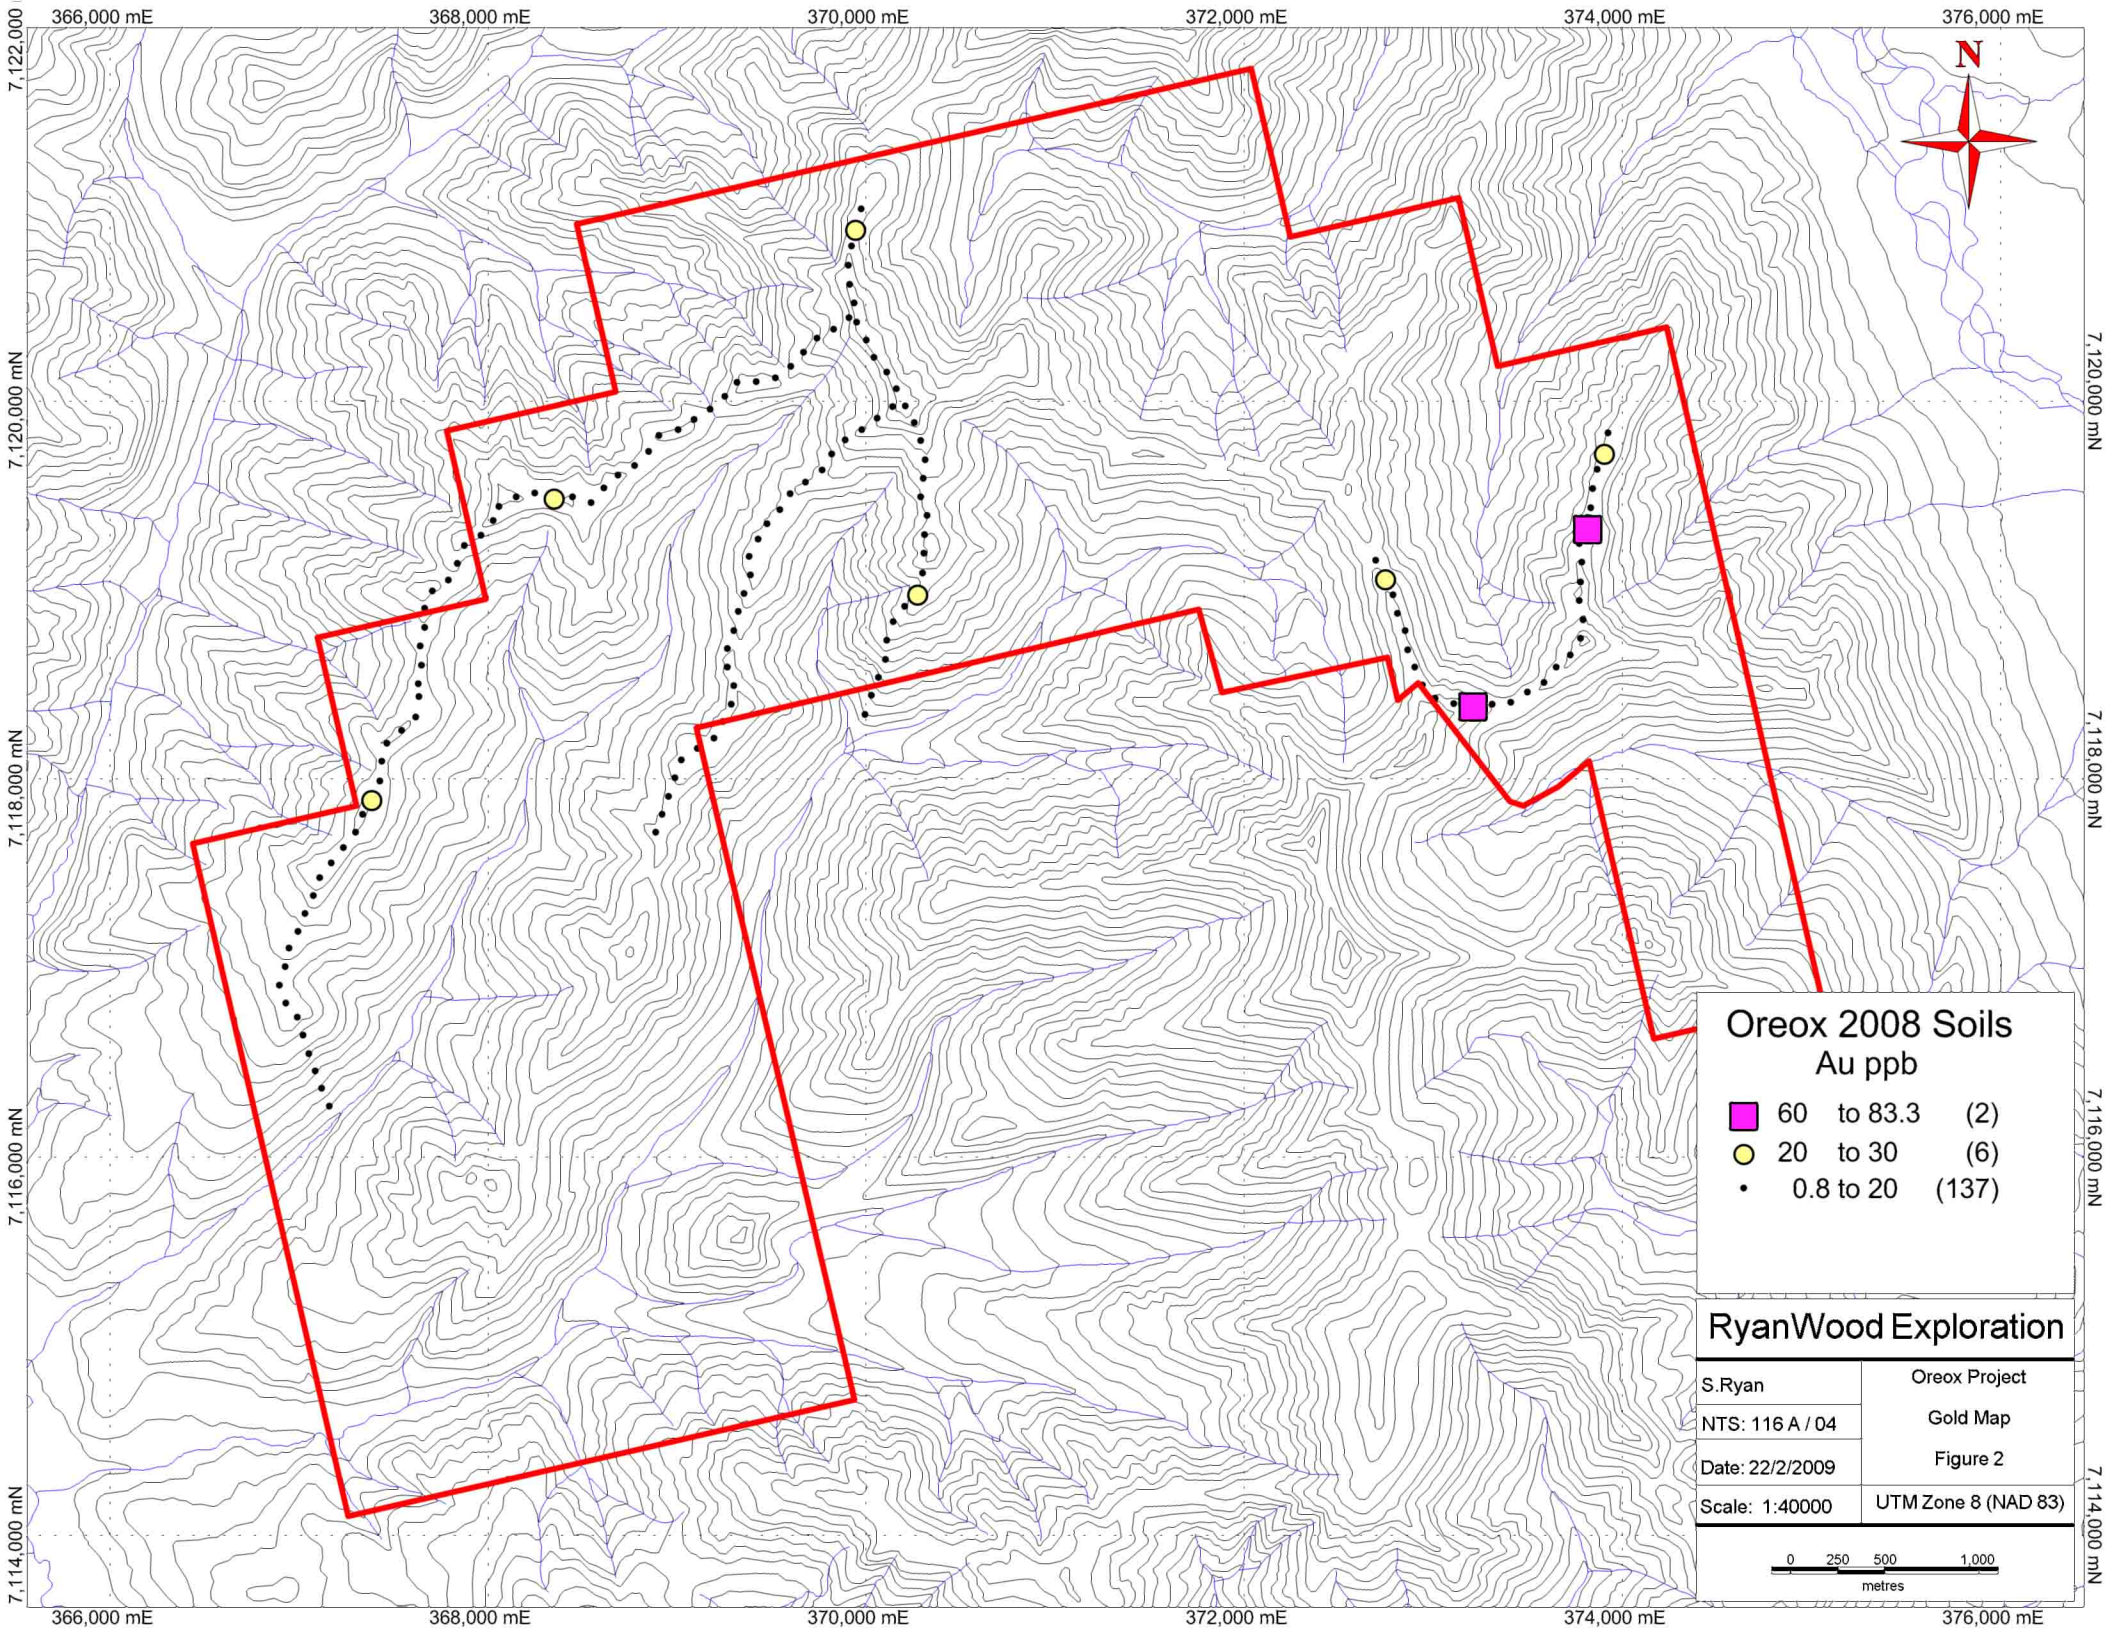 366,000 mE 368,000 mE 370,000 mE 372,000 mE 374,000 mE 376,000 mE
7,122,000
N
7,120,000 mN
7,120,000 mN
7,118,000 mN
7,118,000 mN
Oreox 2008 Soils
Au ppb
60 to 83.3 (2)
20 to 30 (6)
0.8 to 20 (137)
7,116,000 mN
7,116,000 mN
RyanWood Exploration
S.Ryan
NTS: 116 A / 04
Date: 22/2/2009
Scale: 1:40000
Oreox Project
Gold Map
Figure 2
UTM Zone 8 (NAD 83)
7,114,000 mN
7,114,000 mN
0 250 500 1,000
metres
366,000 mE 368,000 mE 370,000 mE 372,000 mE 374,000 mE 376,000 mE